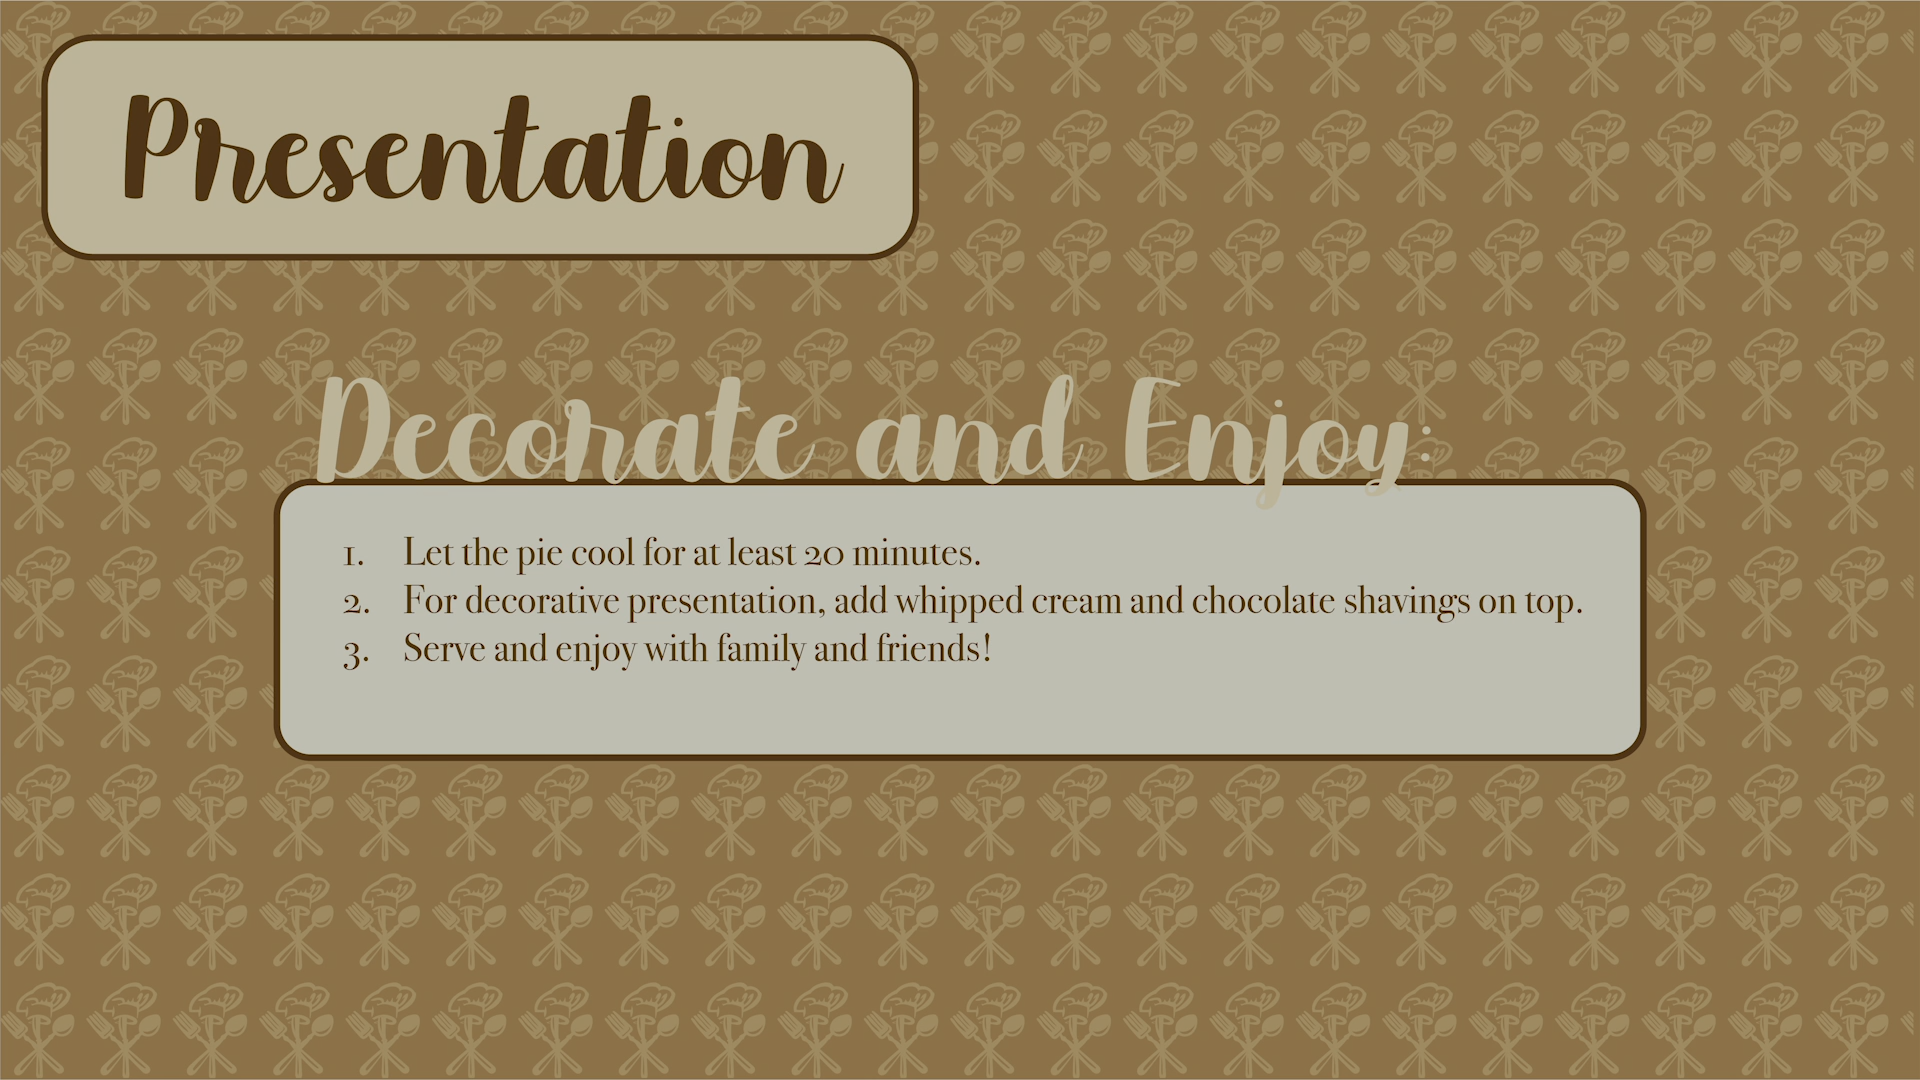 Presentation
Decorate and Enjoy:
1. Let the pie cool for at least 20 minutes.
2. For decorative presentation, add whipped cream and chocolate shavings on top.
3. Serve and enjoy with family and friends!